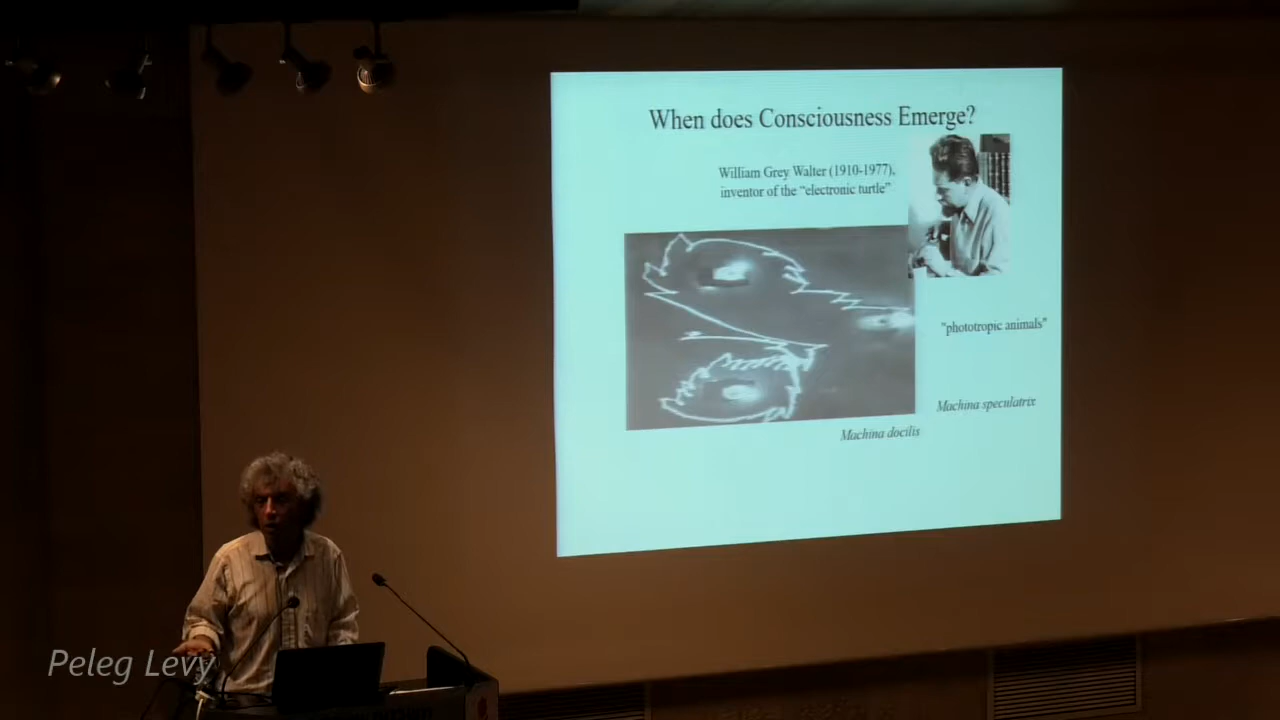 When does Consciousness Emerge?
William Grey Walter (1910-1977),
inventor of the “electronic turtle”
"phototropic animals"
Machina speculatrix
Machina docilis
Peleg Levy